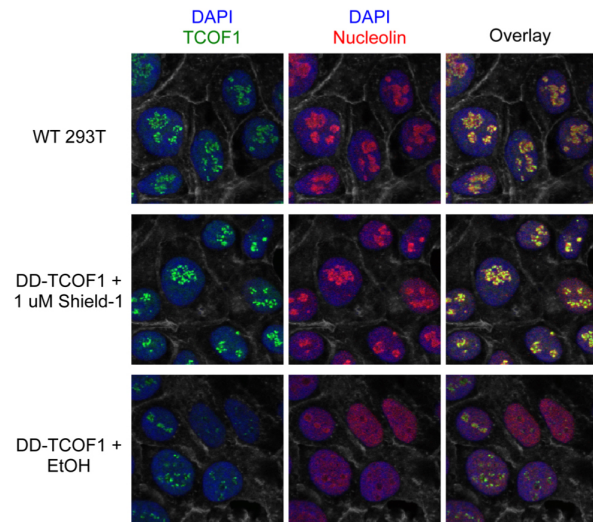 DAPI
TCOF1
DAPI
Nucleolin
Overlay
WT 293T
DD-TCOF1 +
1 uM Shield-1
DD-TCOF1 +
EtOH